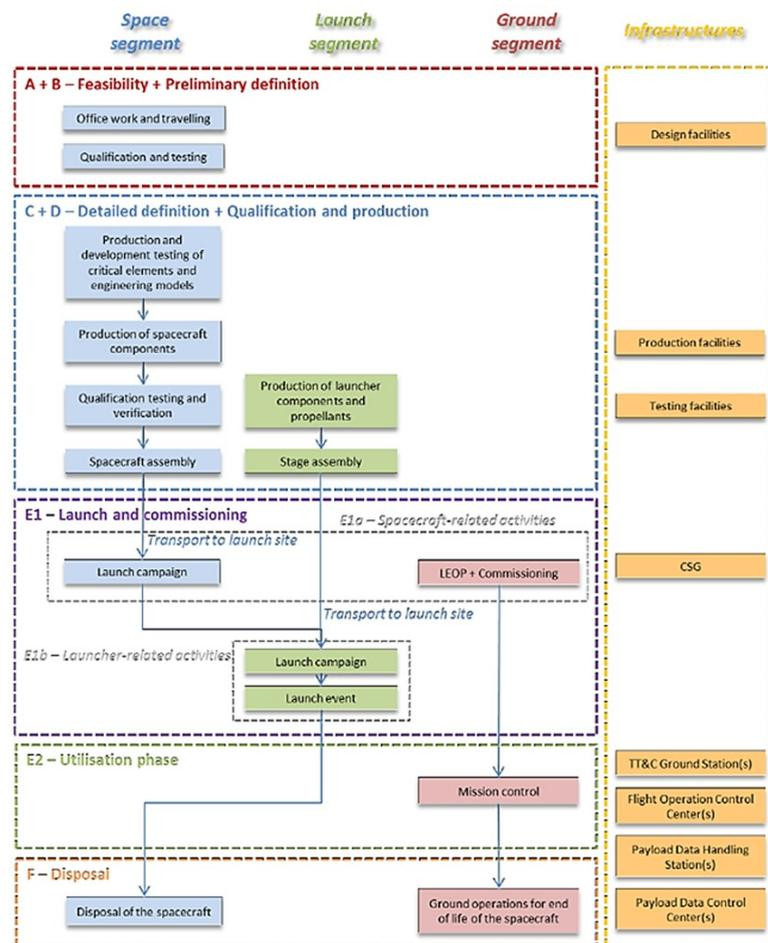 Space
segment
Launch
segment
Ground
segment
Infrastructures
A + B – Feasibility + Preliminary definition
Office work and travelling
Qualification and testing
Design facilities
C + D – Detailed definition + Qualification and production
Production and
development testing of
critical elements and
engineering models
Production of spacecraft
components
Production facilities
Qualification testing and
verification
Production of launcher
components and
propellants
Testing facilities
Spacecraft assembly
Stage assembly
E1 – Launch and commissioning
E1a – Spacecraft-related activities
Transport to launch site
Launch campaign
LEOP + Commissioning
CSG
Transport to launch site
E1b – Launcher-related activities
Launch campaign
Launch event
E2 – Utilisation phase
TT&C Ground Station(s)
Mission control
Flight Operation Control
Center(s)
Payload Data Handling
Station(s)
F – Disposal
Disposal of the spacecraft
Ground operations for end
of life of the spacecraft
Payload Data Control
Center(s)